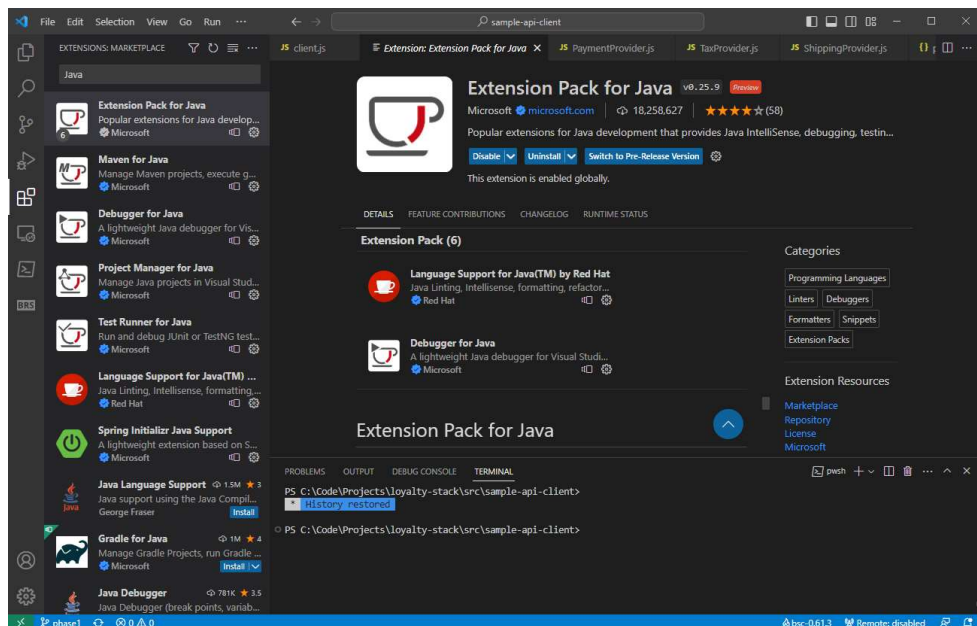 File Edit Selection View Go Run ... sample-api-client
EXTENSIONS: MARKETPLACE
Java
Extension Pack for Java
Popular extensions for Java develop...
Microsoft
6
Maven for Java
Manage Maven projects, execute g...
Microsoft
Debugger for Java
A lightweight Java debugger for Vis...
Microsoft
Project Manager for Java
Manage Java projects in Visual Stud...
Microsoft
Test Runner for Java
Run and debug JUnit or TestNG test...
Microsoft
Language Support for Java(TM) ...
Java Linting, Intellisense, formatting,...
Red Hat
Spring Initializr Java Support
A lightweight extension based on S...
Microsoft
Java Language Support 1.5M ★ 3
Java support using the Java Compil...
George Fraser Install
Gradle for Java 1M ★ 4
Manage Gradle Projects, run Gradle ...
Microsoft Install
Java Debugger 781K ★ 3.5
Java Debugger (break points, variab...
BRS
JS client.js Extension: Extension Pack for Java JS PaymentProvider.js JS TaxProvider.js JS ShippingProvider.js {} p
Extension Pack for Java v0.25.9 Preview
Microsoft microsoft.com 18,258,627 ★★★★☆ (58)
Popular extensions for Java development that provides Java IntelliSense, debugging, testin...
Disable Uninstall Switch to Pre-Release Version
This extension is enabled globally.
DETAILS FEATURE CONTRIBUTIONS CHANGELOG RUNTIME STATUS
Extension Pack (6)
Language Support for Java(TM) by Red Hat
Java Linting, Intellisense, formatting, refactor...
Red Hat
Debugger for Java
A lightweight Java debugger for Visual Studi...
Microsoft
Extension Pack for Java
Categories
Programming Languages
Linters Debuggers
Formatters Snippets
Extension Packs
Extension Resources
Marketplace
Repository
License
Microsoft
PROBLEMS OUTPUT DEBUG CONSOLE TERMINAL pwsh
PS C:\Code\Projects\loyalty-stack\src\sample-api-client>
* History restored
PS C:\Code\Projects\loyalty-stack\src\sample-api-client>
phase1 0 0 bsc-0.61.3 Remote: disabled